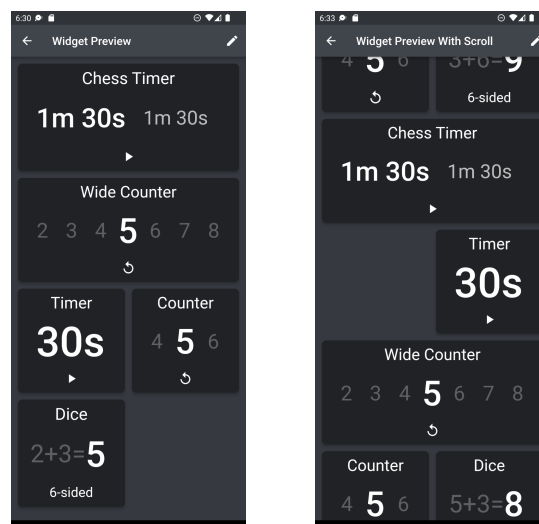 6:30
Widget Preview
Chess Timer
1m 30s 1m 30s
Wide Counter
2 3 4 5 6 7 8
Timer Counter
30s 4 5 6
Dice
2+3=5
6-sided
6:33
Widget Preview With Scroll
4 5 6 3+6=9
6-sided
Chess Timer
1m 30s 1m 30s
Timer
30s
Wide Counter
2 3 4 5 6 7 8
Counter Dice
4 5 6 5+3=8